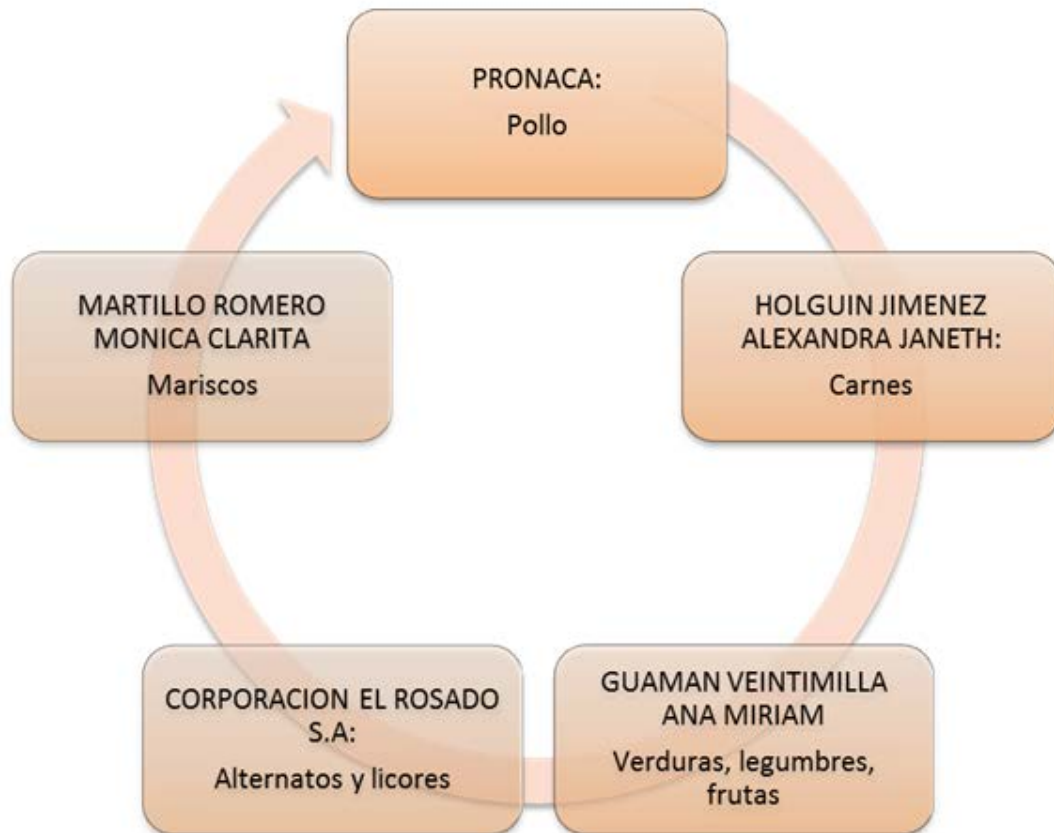 PRONACA:
Pollo
HOLGUIN JIMENEZ
ALEXANDRA JANETH:
Carnes
GUAMAN VEINTIMILLA
ANA MIRIAM
Verduras, legumbres,
frutas
CORPORACION EL ROSADO
S.A:
Alternatos y licores
MARTILLO ROMERO
MONICA CLARITA
Mariscos